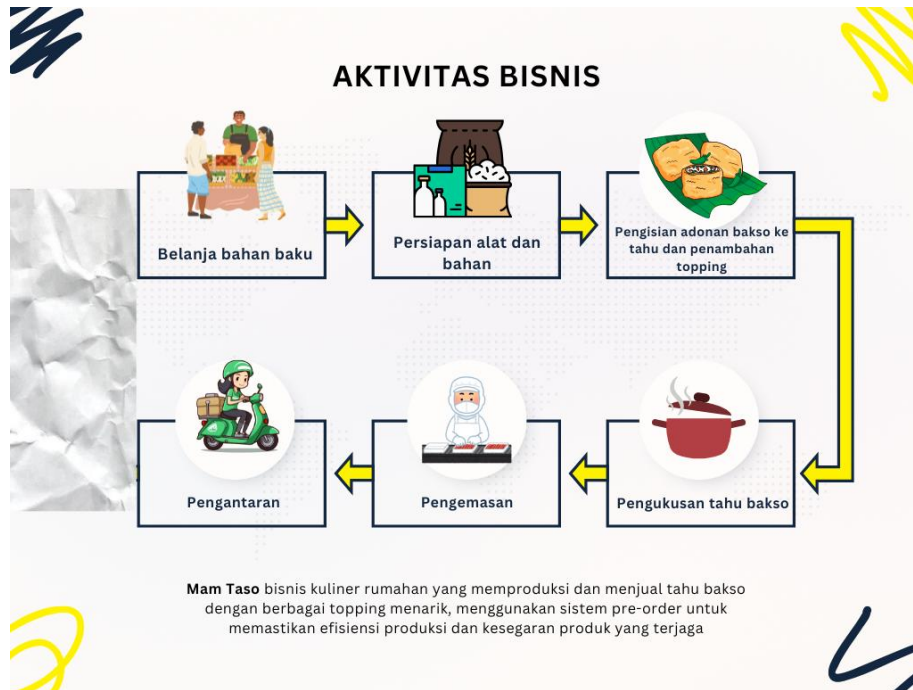 AKTIVITAS BISNIS
Belanja bahan baku
Persiapan alat dan
bahan
Pengisian adonan bakso ke
tahu dan penambahan
topping
Pengukusan tahu bakso
Pengemasan
Pengantaran
Mam Taso bisnis kuliner rumahan yang memproduksi dan menjual tahu bakso
dengan berbagai topping menarik, menggunakan sistem pre-order untuk
memastikan efisiensi produksi dan kesegaran produk yang terjaga